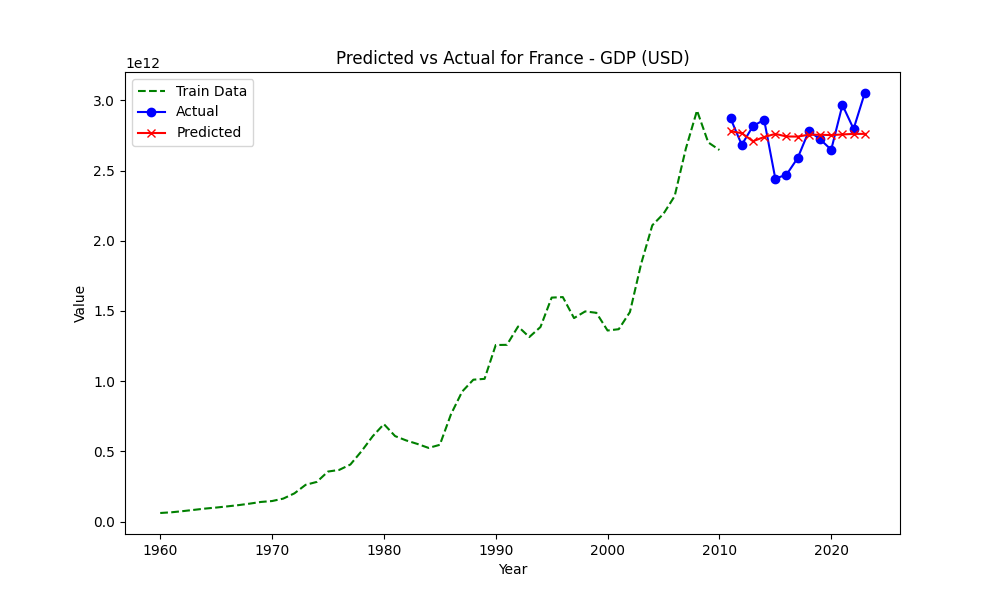 Predicted vs Actual for France - GDP (USD)
1e12
Train Data
Actual
Predicted
3.0
2.5
2.0
1.5
1.0
0.5
0.0
Value
1960 1970 1980 1990 2000 2010 2020
Year